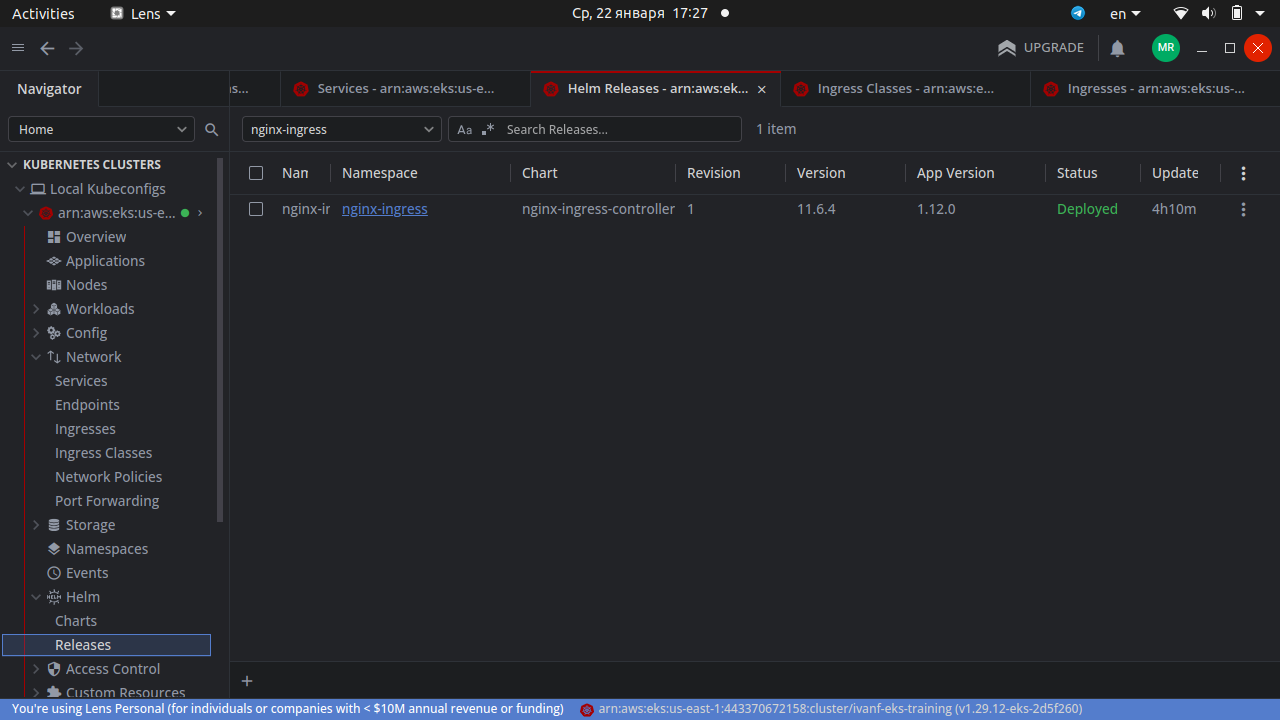 Activities Lens Ср, 22 января 17:27 en
UPGRADE MR
Navigator s... Services - arn:aws:eks:us-e... Helm Releases - arn:aws:ek... Ingress Classes - arn:aws:e... Ingresses - arn:aws:eks:us-...
Home nginx-ingress Aa .* Search Releases... 1 item
KUBERNETES CLUSTERS
Nan Namespace Chart Revision Version App Version Status Update
Local Kubeconfigs
arn:aws:eks:us-e...
nginx-ir nginx-ingress nginx-ingress-controller 1 11.6.4 1.12.0 Deployed 4h10m
Overview
Applications
Nodes
Workloads
Config
Network
Services
Endpoints
Ingresses
Ingress Classes
Network Policies
Port Forwarding
Storage
Namespaces
Events
HELM Helm
Charts
Releases
Access Control
Custom Resources
+
You're using Lens Personal (for individuals or companies with < $10M annual revenue or funding) arn:aws:eks:us-east-1:443370672158:cluster/ivanf-eks-training (v1.29.12-eks-2d5f260)